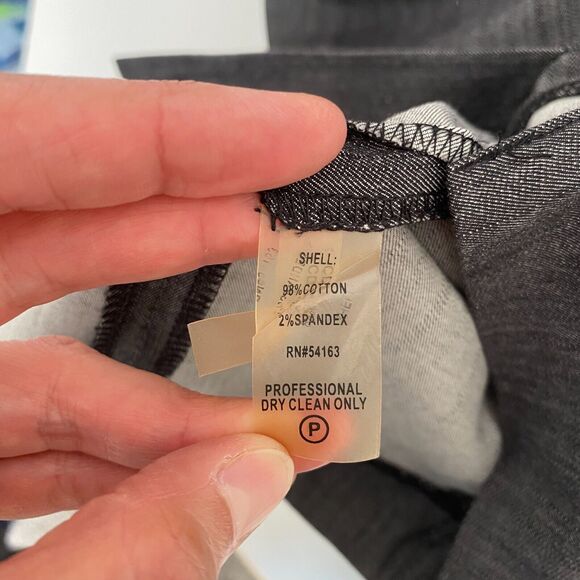 SHELL:
98%COTTON
2%SPANDEX
RN#54163
PROFESSIONAL
DRY CLEAN ONLY
P